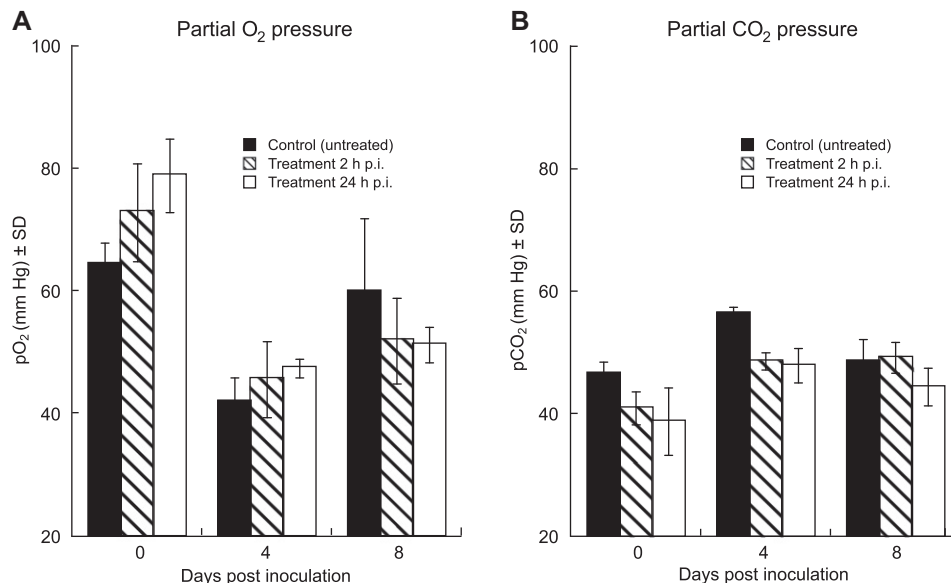 A
Partial O₂ pressure
100
80
60
40
20
pO₂ (mm Hg) ± SD
Control (untreated)
Treatment 2 h p.i.
Treatment 24 h p.i.
0
4
8
Days post inoculation
B
Partial CO₂ pressure
100
80
60
40
20
pCO₂ (mm Hg) ± SD
Control (untreated)
Treatment 2 h p.i.
Treatment 24 h p.i.
0
4
8
Days post inoculation